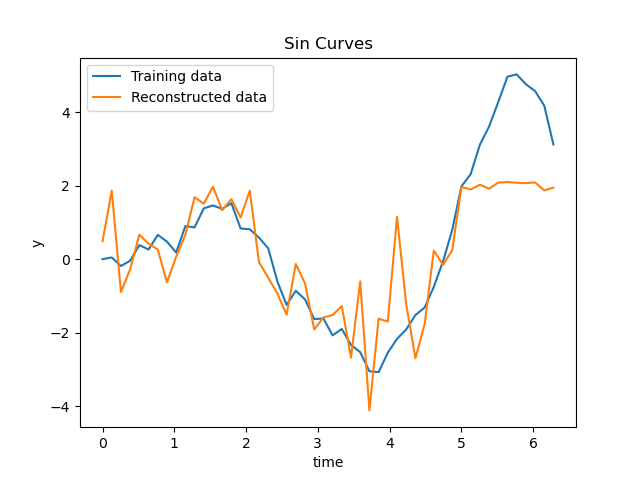 Sin Curves
Training data
Reconstructed data
4
2
0
−2
−4
y
0 1 2 3 4 5 6
time